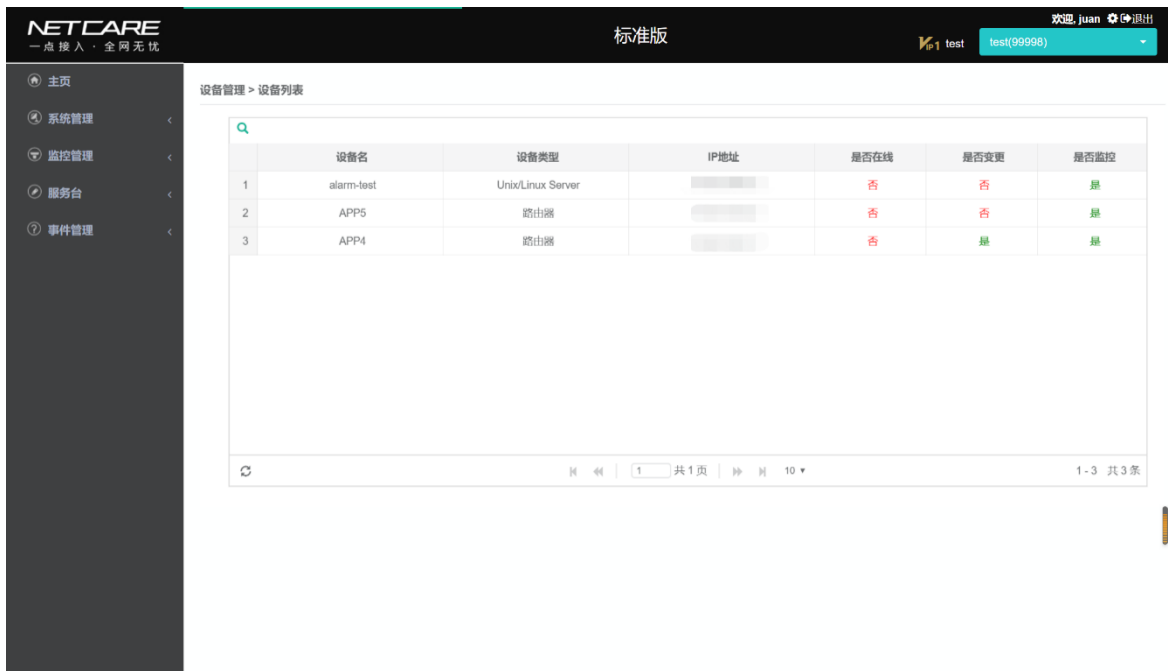 NETCARE
一点接入 · 全网无忧
标准版
欢迎, juan 退出
VIP1 test test(99998)
主页
系统管理
监控管理
服务台
事件管理
设备管理 > 设备列表
设备名 设备类型 IP地址 是否在线 是否变更 是否监控
1 alarm-test Unix/Linux Server 否 否 是
2 APP5 路由器 否 否 是
3 APP4 路由器 否 是 是
1 共1页 10 1 - 3 共3条